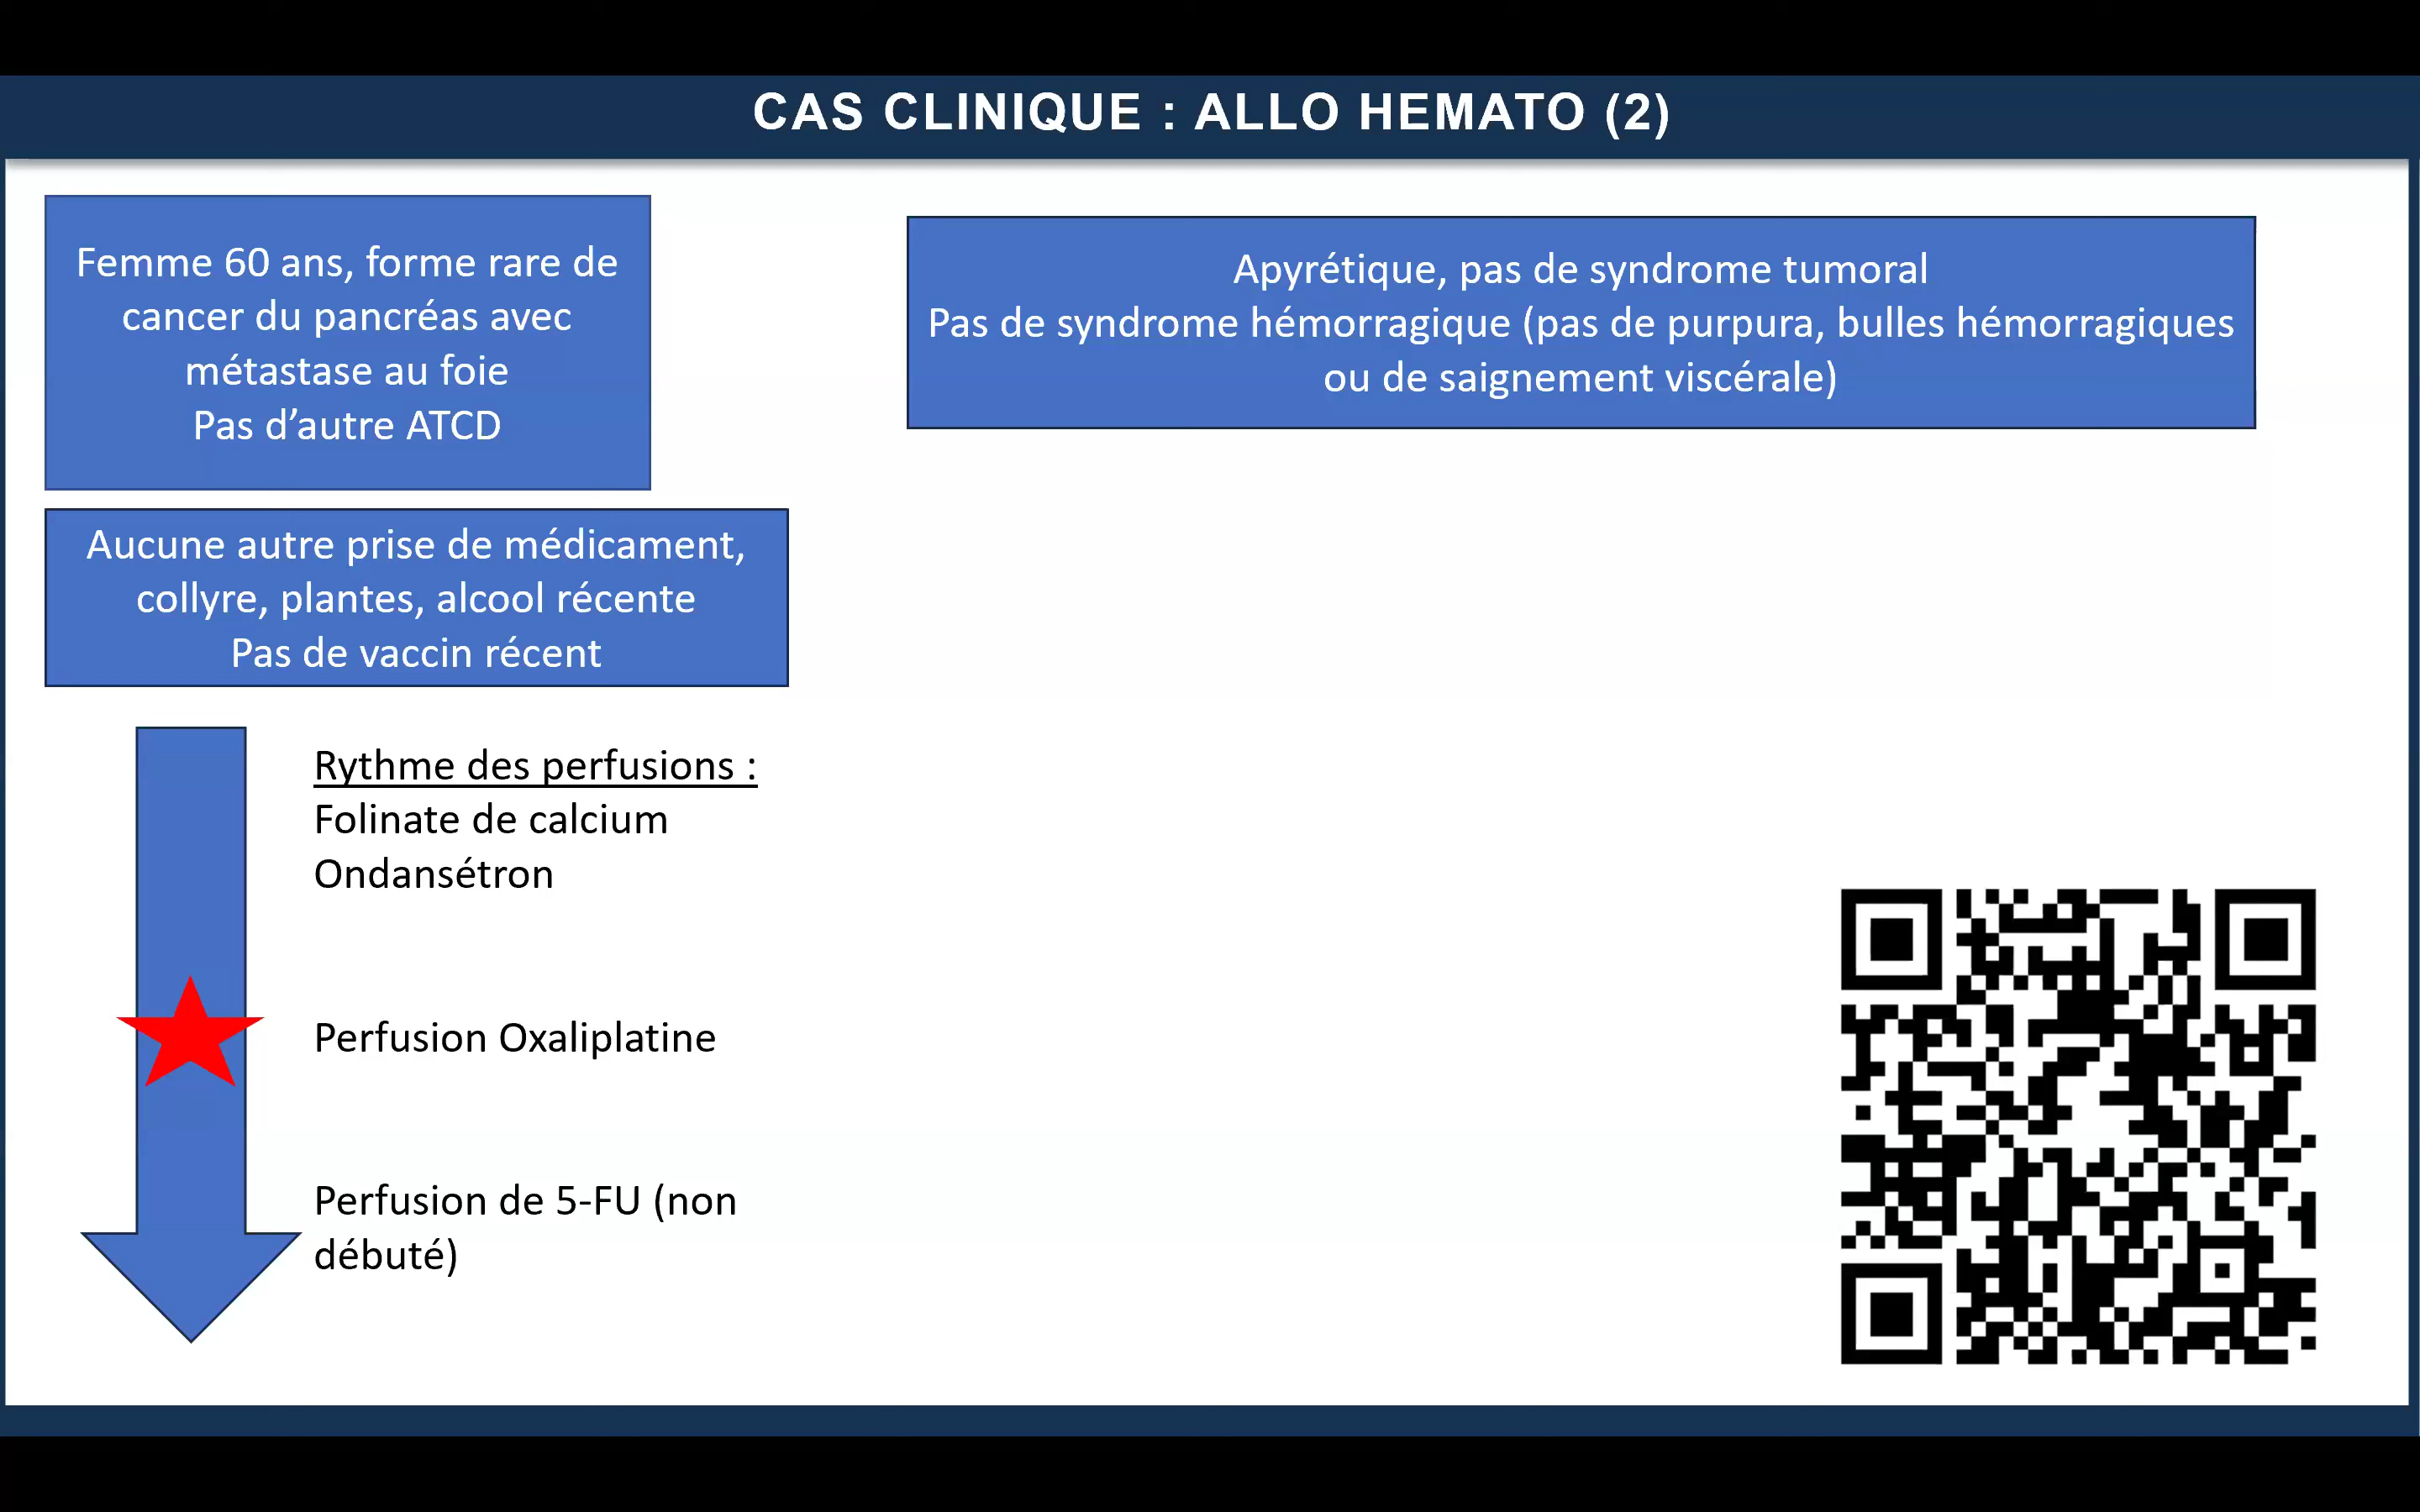 CAS CLINIQUE : ALLO HEMATO (2)
Femme 60 ans, forme rare de
cancer du pancréas avec
métastase au foie
Pas d’autre ATCD
Apyrétique, pas de syndrome tumoral
Pas de syndrome hémorragique (pas de purpura, bulles hémorragiques
ou de saignement viscérale)
Aucune autre prise de médicament,
collyre, plantes, alcool récente
Pas de vaccin récent
Rythme des perfusions :
Folinate de calcium
Ondansétron
Perfusion Oxaliplatine
Perfusion de 5-FU (non
débuté)